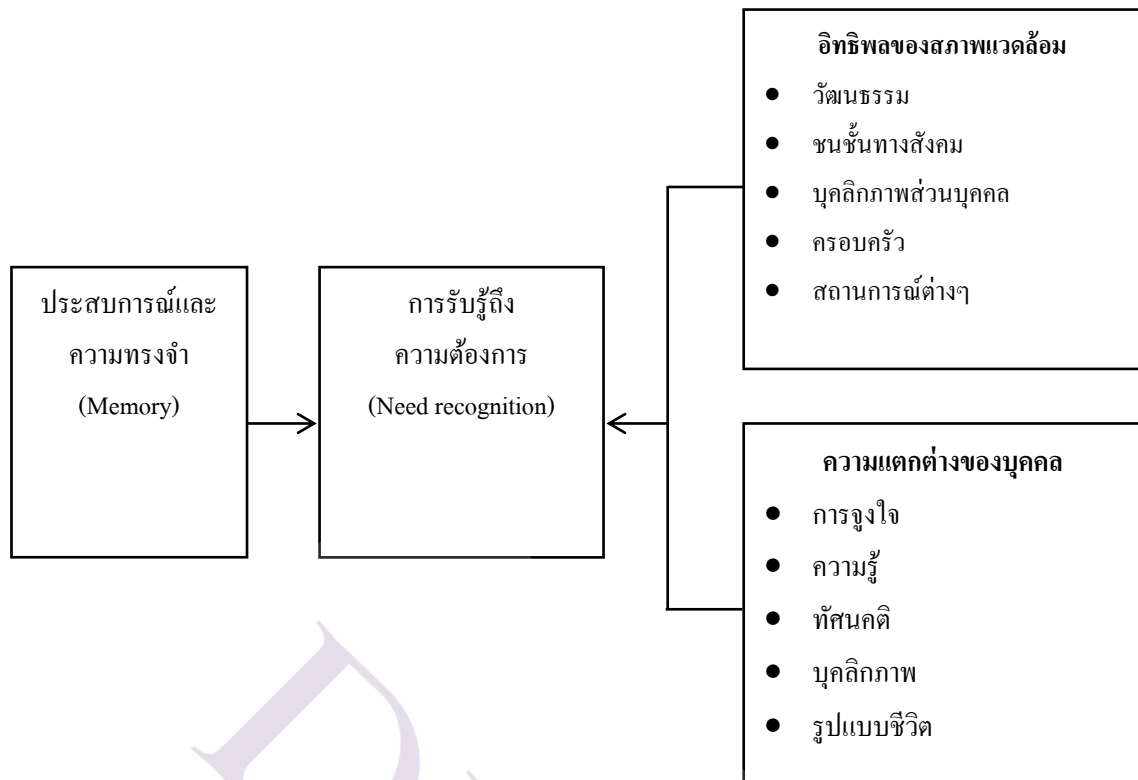 ประสบการณ์และ
ความทรงจำ
(Memory)
การรับรู้ถึง
ความต้องการ
(Need recognition)
อิทธิพลของสภาพแวดล้อม
● วัฒนธรรม
● ชนชั้นทางสังคม
● บุคลิกภาพส่วนบุคคล
● ครอบครัว
● สถานการณ์ต่างๆ
ความแตกต่างของบุคคล
● การจูงใจ
● ความรู้
● ทัศนคติ
● บุคลิกภาพ
● รูปแบบชีวิต